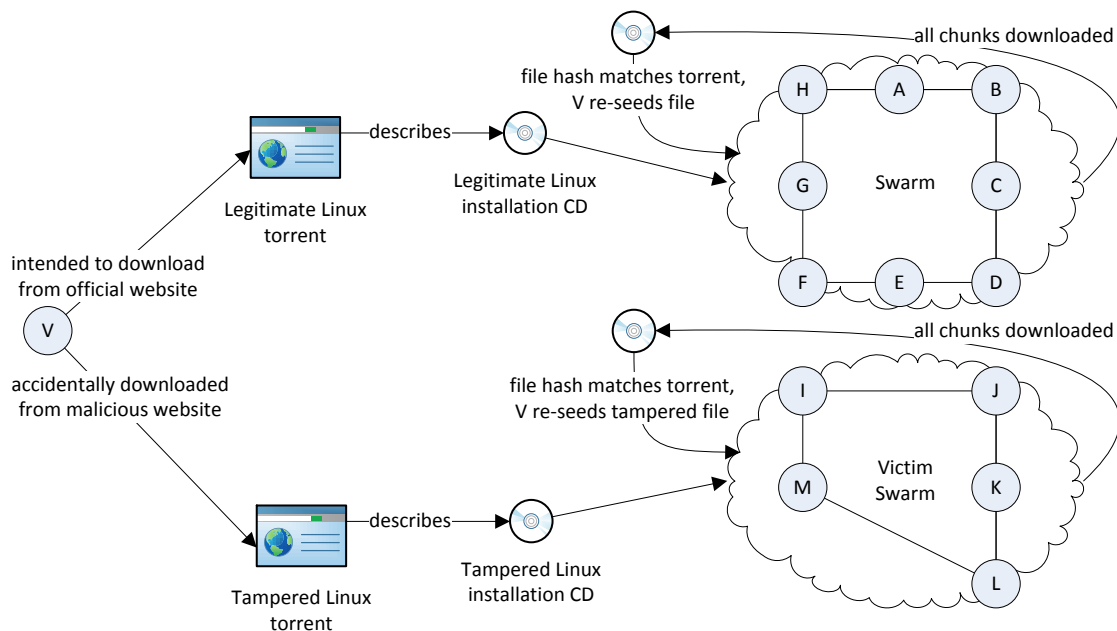 all chunks downloaded
file hash matches torrent,
V re-seeds file
H
A
B
describes
G
Swarm
C
Legitimate Linux
installation CD
Legitimate Linux
torrent
intended to download
from official website
F
E
D
V
all chunks downloaded
accidentally downloaded
from malicious website
file hash matches torrent,
V re-seeds tampered file
I
J
M
Victim
Swarm
K
describes
Tampered Linux
installation CD
L
Tampered Linux
torrent